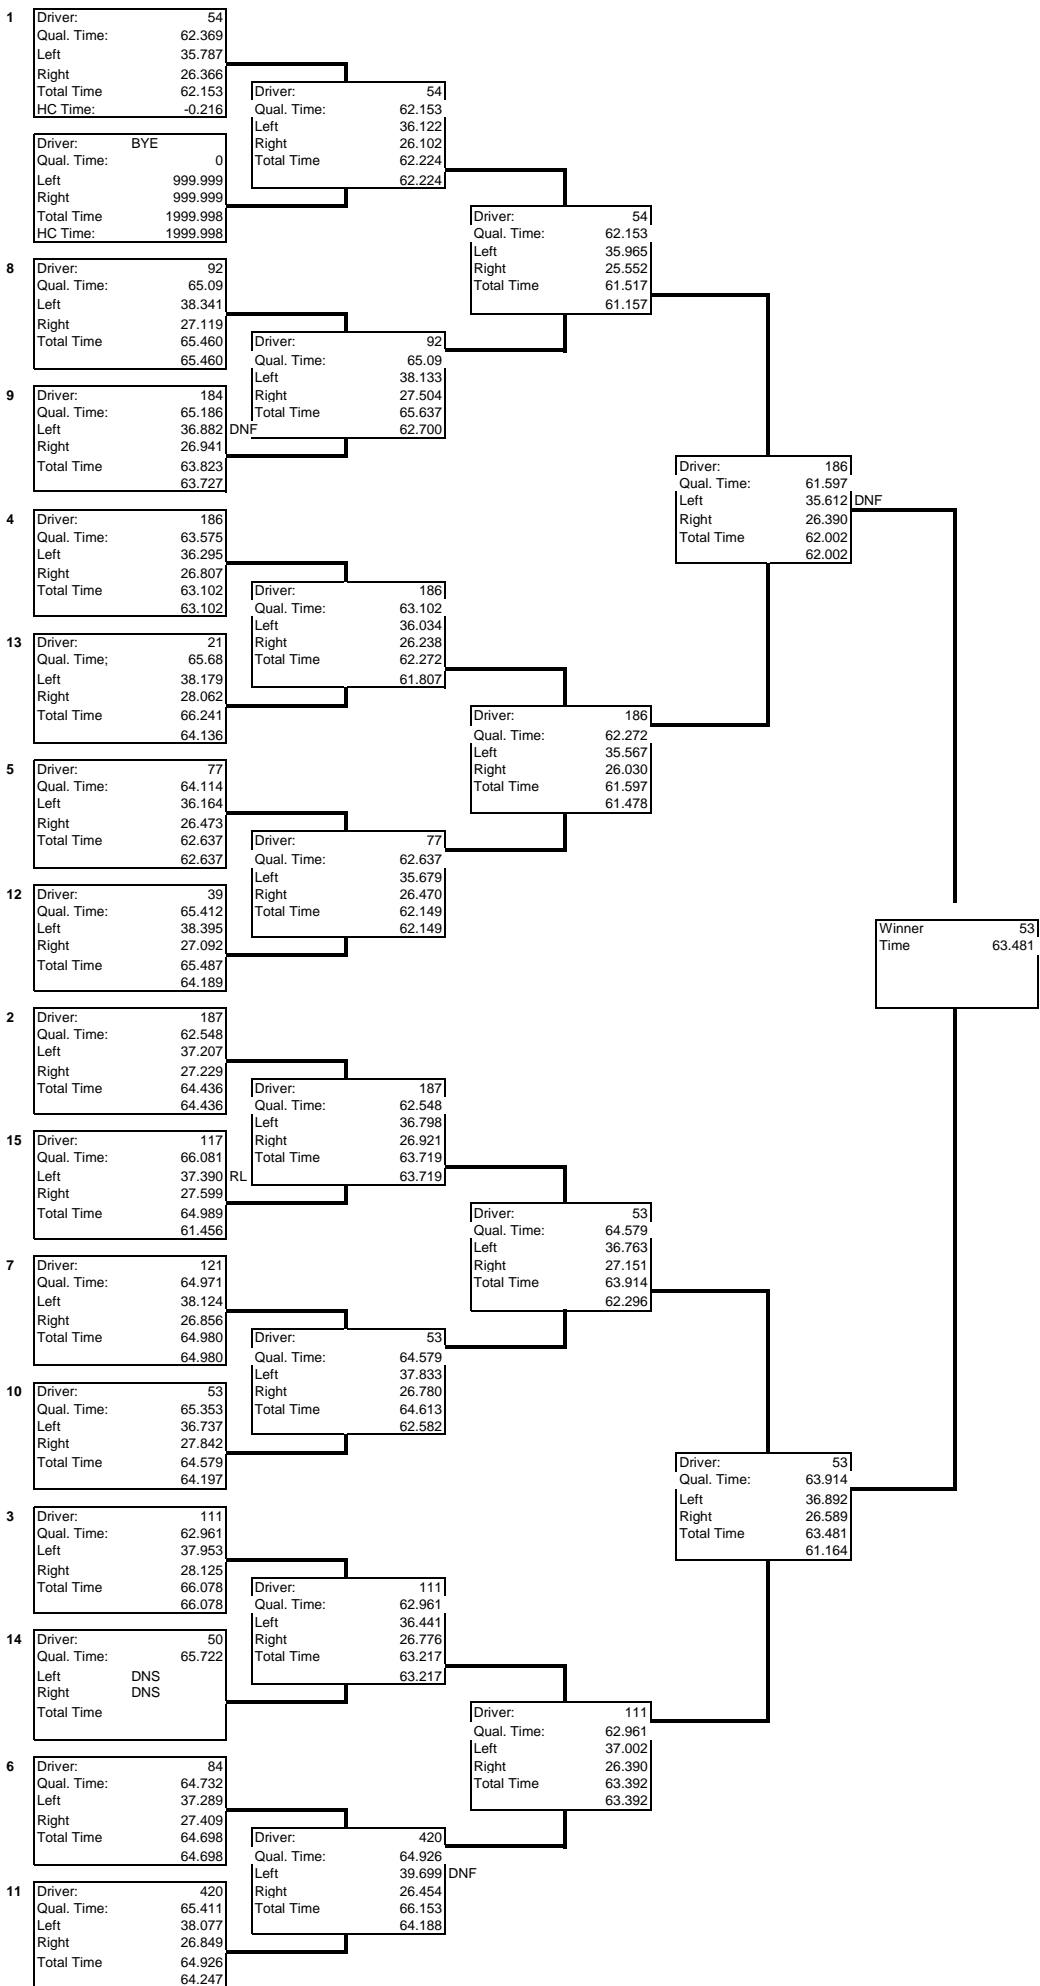 1
Driver: 54
Qual. Time: 62.369
Left 35.787
Right 26.366
Total Time 62.153
HC Time: -0.216
Driver: BYE
Qual. Time: 0
Left 999.999
Right 999.999
Total Time 1999.998
HC Time: 1999.998
8
Driver: 92
Qual. Time: 65.09
Left 38.341
Right 27.119
Total Time 65.460
65.460
9
Driver: 184
Qual. Time: 65.186
Left 36.882 DNF
Right 26.941
Total Time 63.823
63.727
4
Driver: 186
Qual. Time: 63.575
Left 36.295
Right 26.807
Total Time 63.102
63.102
13
Driver: 21
Qual. Time; 65.68
Left 38.179
Right 28.062
Total Time 66.241
64.136
5
Driver: 77
Qual. Time: 64.114
Left 36.164
Right 26.473
Total Time 62.637
62.637
12
Driver: 39
Qual. Time: 65.412
Left 38.395
Right 27.092
Total Time 65.487
64.189
2
Driver: 187
Qual. Time: 62.548
Left 37.207
Right 27.229
Total Time 64.436
64.436
15
Driver: 117
Qual. Time: 66.081
Left 37.390 RL
Right 27.599
Total Time 64.989
61.456
7
Driver: 121
Qual. Time: 64.971
Left 38.124
Right 26.856
Total Time 64.980
64.980
10
Driver: 53
Qual. Time: 65.353
Left 36.737
Right 27.842
Total Time 64.579
64.197
3
Driver: 111
Qual. Time: 62.961
Left 37.953
Right 28.125
Total Time 66.078
66.078
14
Driver: 50
Qual. Time: 65.722
Left DNS
Right DNS
Total Time
6
Driver: 84
Qual. Time: 64.732
Left 37.289
Right 27.409
Total Time 64.698
64.698
11
Driver: 420
Qual. Time: 65.411
Left 38.077
Right 26.849
Total Time 64.926
64.247
Driver: 54
Qual. Time: 62.153
Left 36.122
Right 26.102
Total Time 62.224
62.224
Driver: 92
Qual. Time: 65.09
Left 38.133
Right 27.504
Total Time 65.637
62.700
Driver: 186
Qual. Time: 63.102
Left 36.034
Right 26.238
Total Time 62.272
61.807
Driver: 77
Qual. Time: 62.637
Left 35.679
Right 26.470
Total Time 62.149
62.149
Driver: 187
Qual. Time: 62.548
Left 36.798
Right 26.921
Total Time 63.719
63.719
Driver: 53
Qual. Time: 64.579
Left 37.833
Right 26.780
Total Time 64.613
62.582
Driver: 111
Qual. Time: 62.961
Left 36.441
Right 26.776
Total Time 63.217
63.217
Driver: 420
Qual. Time: 64.926
Left 39.699 DNF
Right 26.454
Total Time 66.153
64.188
Driver: 54
Qual. Time: 62.153
Left 35.965
Right 25.552
Total Time 61.517
61.157
Driver: 186
Qual. Time: 62.272
Left 35.567
Right 26.030
Total Time 61.597
61.478
Driver: 53
Qual. Time: 64.579
Left 36.763
Right 27.151
Total Time 63.914
62.296
Driver: 111
Qual. Time: 62.961
Left 37.002
Right 26.390
Total Time 63.392
63.392
Driver: 186
Qual. Time: 61.597
Left 35.612 DNF
Right 26.390
Total Time 62.002
62.002
Driver: 53
Qual. Time: 63.914
Left 36.892
Right 26.589
Total Time 63.481
61.164
Winner 53
Time 63.481